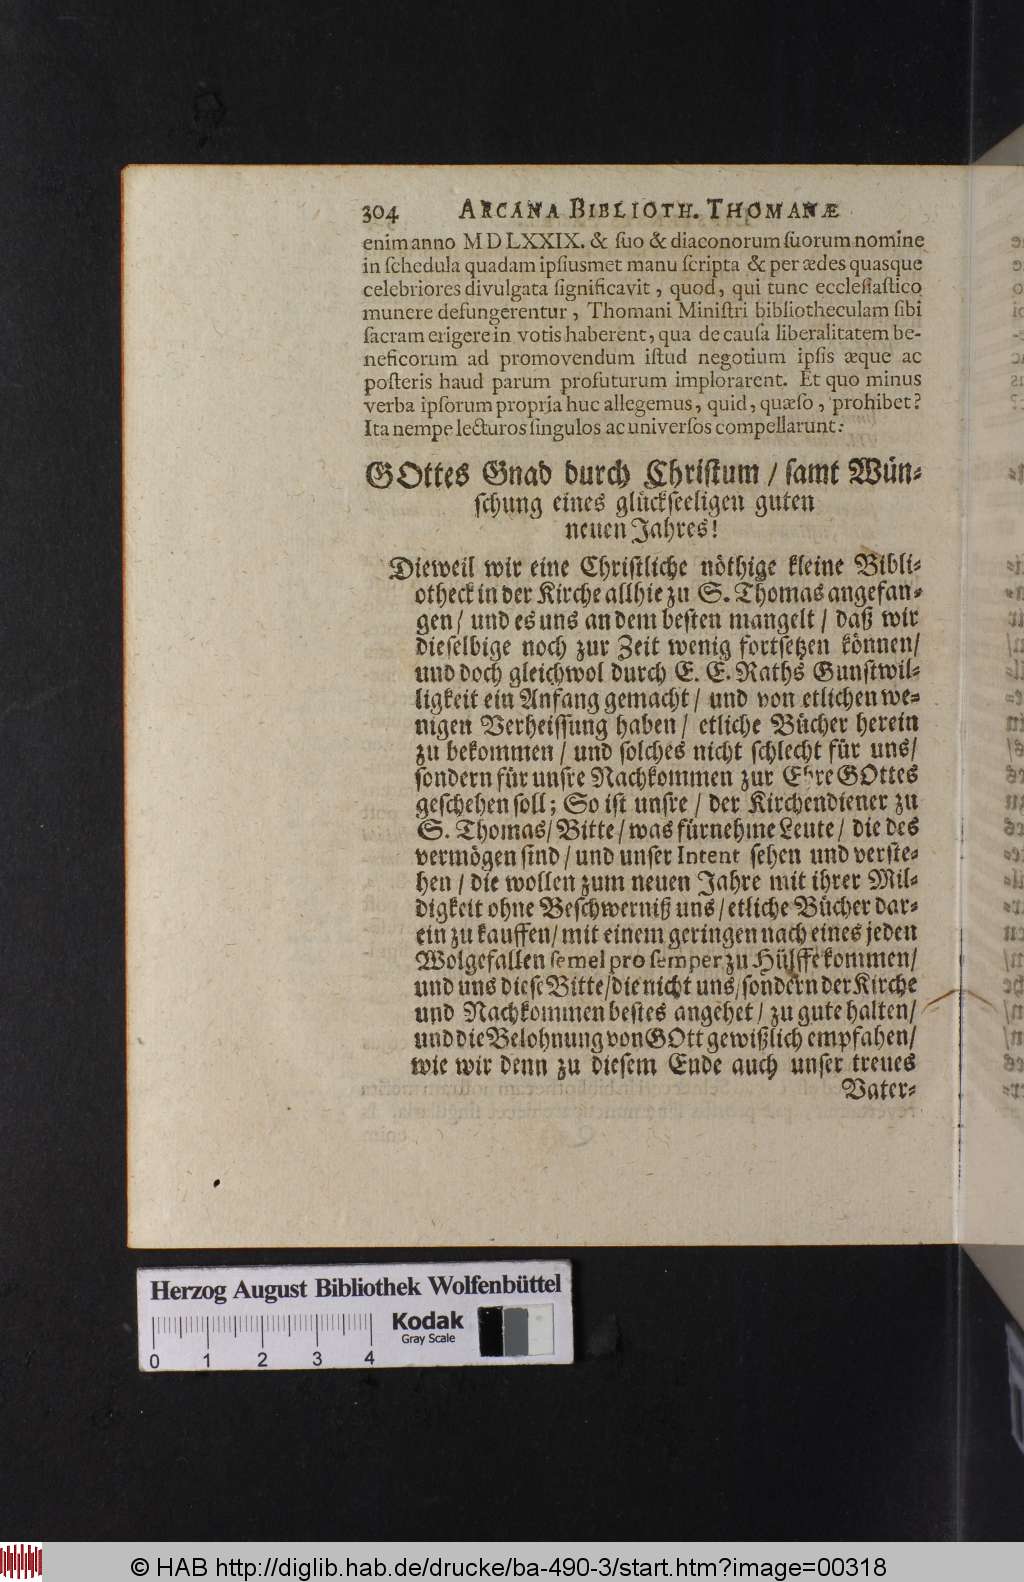 304 ARCANA BIBLIOTH. THOMANÆ
enim anno MDLXXIX. & ſuo & diaconorum ſuorum nomine
in ſchedula quadam ipſiusmet manu ſcripta & per ædes quasque
celebriores divulgata ſignificavit, quod, qui tunc eccleſiaſtico
munere defungerentur, Thomani Miniſtri bibliotheculam ſibi
ſacram erigere in votis haberent, qua de cauſa liberalitatem be-
neficorum ad promovendum iſtud negotium ipſis æque ac
poſteris haud parum profuturum implorarent. Et quo minus
verba ipſorum propria huc allegemus, quid, quæſo, prohibet?
Ita nempe lecturos ſingulos ac univerſos compellarunt:
GOttes Gnad durch Chriſtum / ſamt Wün-
ſchung eines glückſeeligen guten
neuen Jahres!
Dieweil wir eine Chriſtliche nöthige kleine Bibli-
otheck in der Kirche allhie zu S. Thomas angefan-
gen / und es uns an dem beſten mangelt / daß wir
dieſelbige noch zur Zeit wenig fortſetzen können /
und doch gleichwol durch E. E. Raths Gunſtwil-
ligkeit ein Anfang gemacht / und von etlichen we-
nigen Verheiſſung haben / etliche Bücher herein
zu bekommen / und ſolches nicht ſchlecht für uns /
ſondern für unſre Nachkommen zur Ehre GOttes
geſchehen ſoll; So iſt unſre / der Kirchendiener zu
S. Thomas / Bitte / was fürnehme Leute / die des
vermögen ſind / und unſer Intent ſehen und verſte-
hen / die wollen zum neuen Jahre mit ihrer Mil-
digkeit ohne Beſchwerniß uns / etliche Bücher dar-
ein zu kauffen / mit einem geringen nach eines jeden
Wolgefallen ſemel pro ſemper zu Hülffe kommen /
und uns dieſe Bitte / die nicht uns / ſondern der Kirche
und Nachkommen beſtes angehet / zu gute halten /
und die Belohnung von GOtt gewißlich empfahen /
wie wir denn zu dieſem Ende auch unſer treues
Vater-
Herzog August Bibliothek Wolfenbüttel
Kodak
Gray Scale
0 1 2 3 4
© HAB http://diglib.hab.de/drucke/ba-490-3/start.htm?image=00318